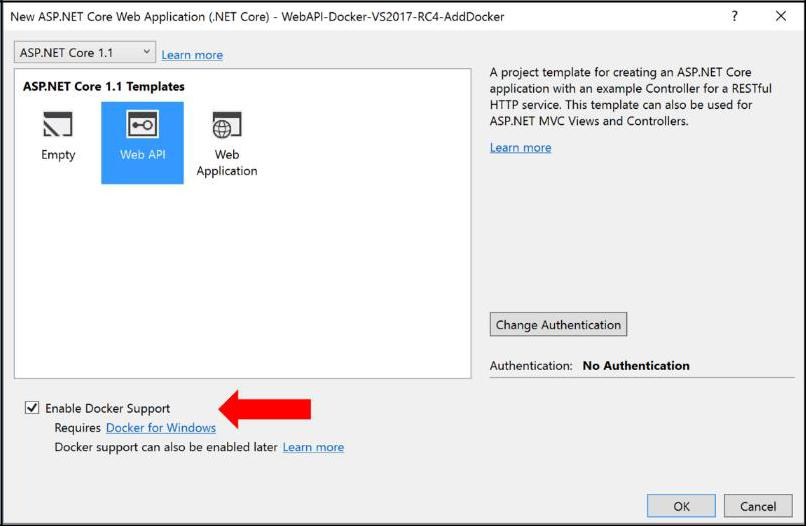 New ASP.NET Core Web Application (.NET Core) - WebAPI-Docker-VS2017-RC4-AddDocker
?
ASP.NET Core 1.1
Learn more
ASP.NET Core 1.1 Templates
Empty
Web API
Web
Application
A project template for creating an ASP.NET Core
application with an example Controller for a RESTful
HTTP service. This template can also be used for
ASP.NET MVC Views and Controllers.
Learn more
Change Authentication
Authentication: No Authentication
Enable Docker Support
Requires Docker for Windows
Docker support can also be enabled later Learn more
OK
Cancel